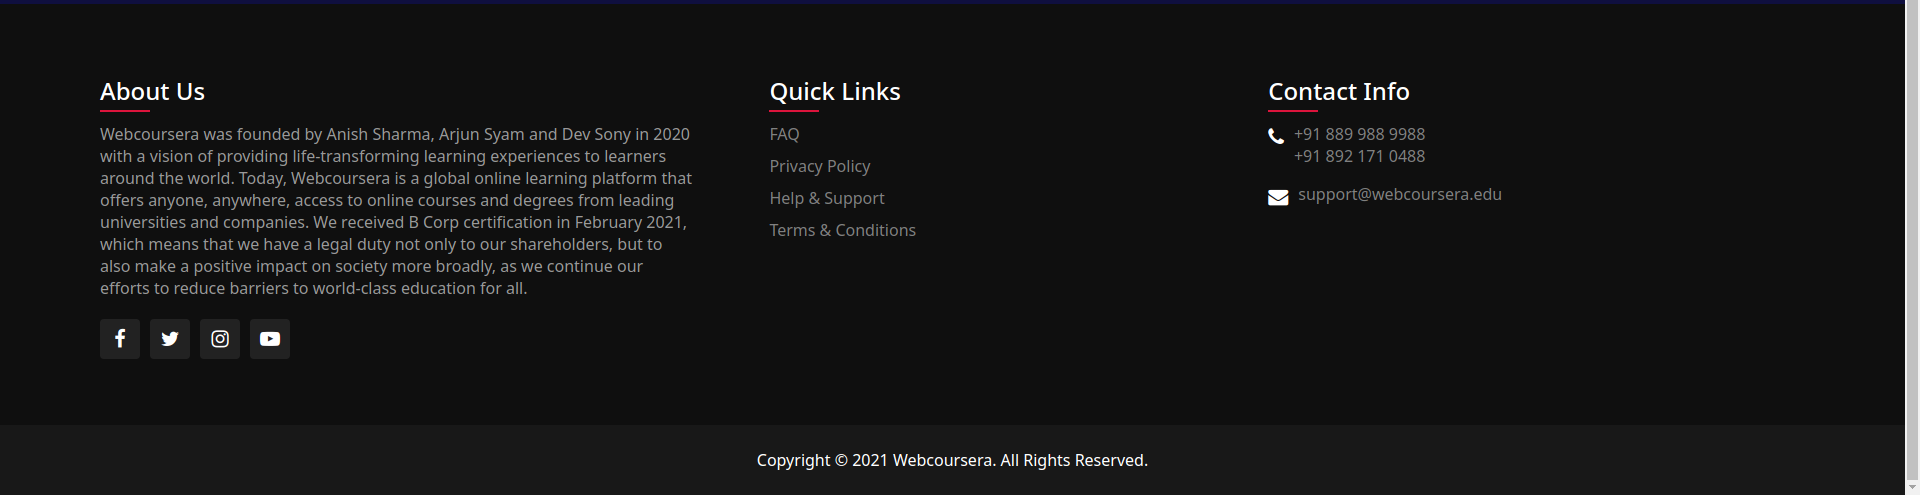 About Us
Webcoursera was founded by Anish Sharma, Arjun Syam and Dev Sony in 2020
with a vision of providing life-transforming learning experiences to learners
around the world. Today, Webcoursera is a global online learning platform that
offers anyone, anywhere, access to online courses and degrees from leading
universities and companies. We received B Corp certification in February 2021,
which means that we have a legal duty not only to our shareholders, but to
also make a positive impact on society more broadly, as we continue our
efforts to reduce barriers to world-class education for all.
Quick Links
FAQ
Privacy Policy
Help & Support
Terms & Conditions
Contact Info
+91 889 988 9988
+91 892 171 0488
support@webcoursera.edu
Copyright © 2021 Webcoursera. All Rights Reserved.